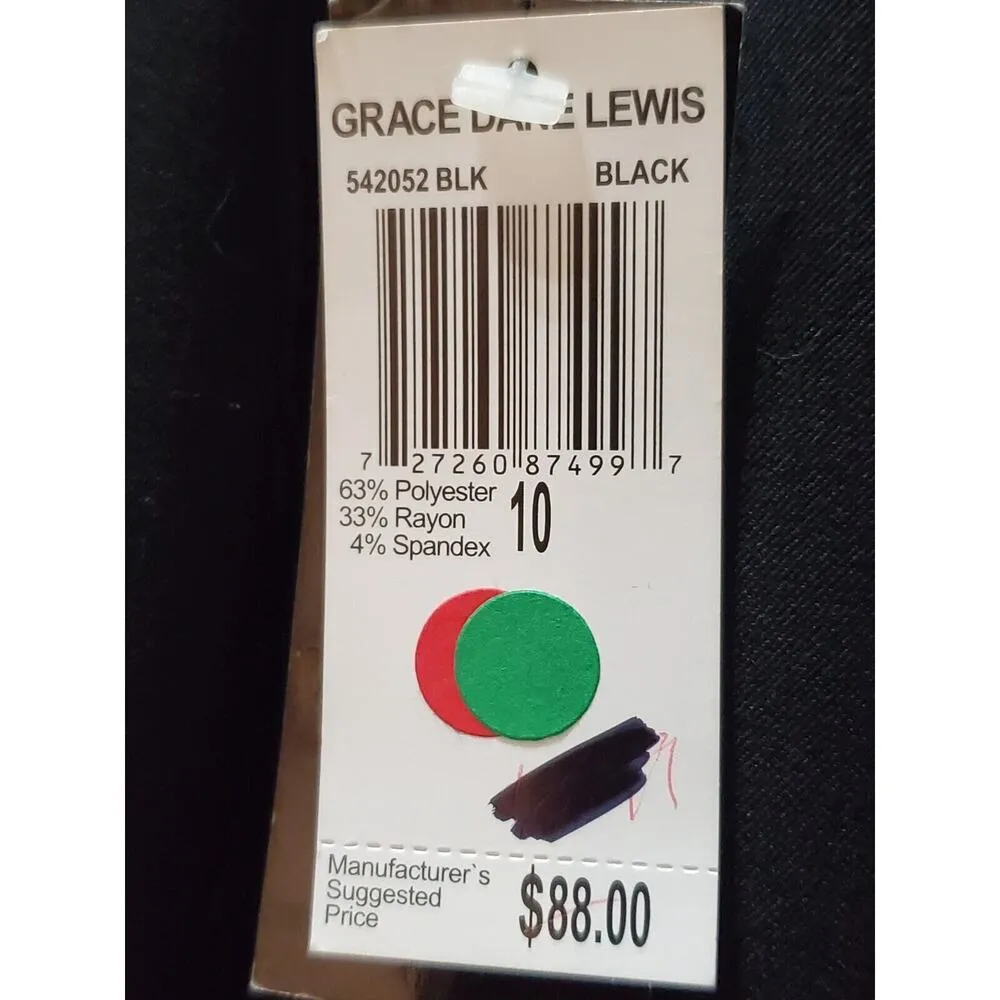 GRACE DANE LEWIS
542052 BLK BLACK
7 27260 87499 7
63% Polyester 10
33% Rayon
4% Spandex
Manufacturer`s
Suggested
Price
$88.00